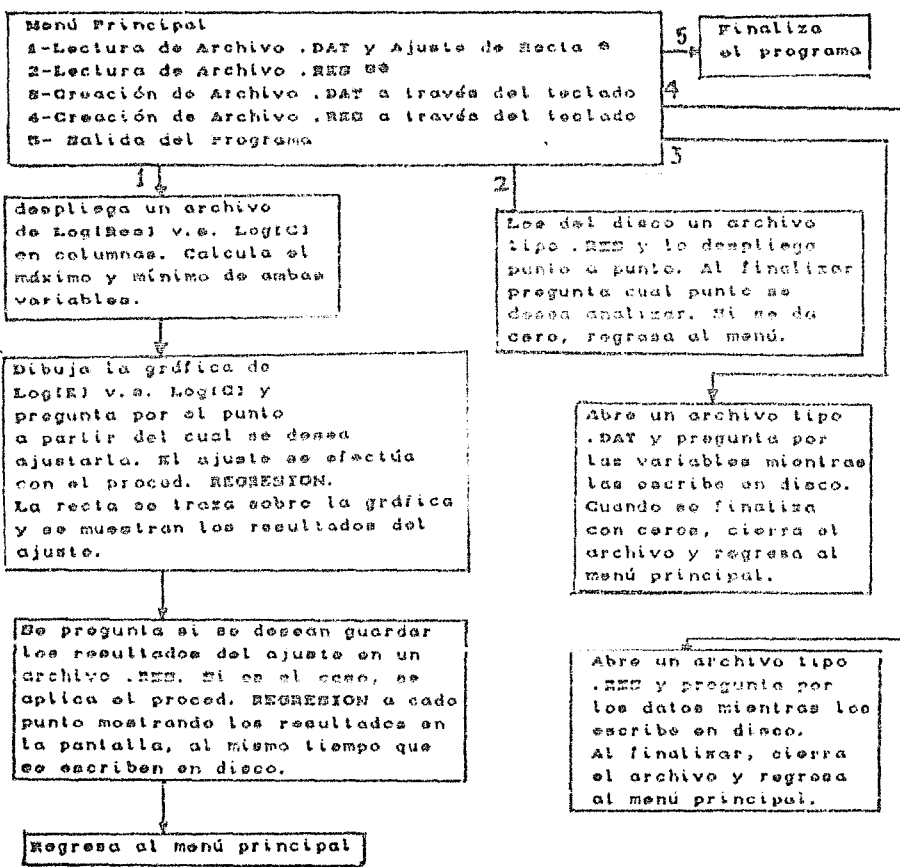 Menú Principal
1-Lectura de Archivo .DAT y Ajuste de Recta *
2-Lectura de Archivo .RES **
3-Creación de Archivo .DAT a través del teclado
4-Creación de Archivo .RES a través del teclado
5- Salida del Programa
5
Finaliza
el programa
4
3
1
2
despliega un archivo
de Log(Res) v.s. Log(C)
en columnas. Calcula el
máximo y mínimo de ambas
variables.
Lee del disco un archivo
tipo .RES y lo despliega
punto a punto. Al finalizar
pregunta cual punto se
desea analizar. Si se da
cero, regresa al menú.
Dibuja la gráfica de
Log(R) v.s. Log(C) y
pregunta por el punto
a partir del cual se desea
ajustarla. El ajuste se efectúa
con el proced. REGRESION.
La recta se traza sobre la gráfica
y se muestran los resultados del
ajuste.
Abre un archivo tipo
.DAT y pregunta por
las variables mientras
las escribe en disco.
Cuando se finaliza
con ceros, cierra el
archivo y regresa al
menú principal.
Se pregunta si se desean guardar
los resultados del ajuste en un
archivo .RES. Si es el caso, se
aplica el proced. REGRESION a cada
punto mostrando los resultados en
la pantalla, al mismo tiempo que
se escriben en disco.
Abre un archivo tipo
.RES y pregunta por
los datos mientras los
escribe en disco.
Al finalizar, cierra
el archivo y regresa
al menú principal.
Regresa al menú principal